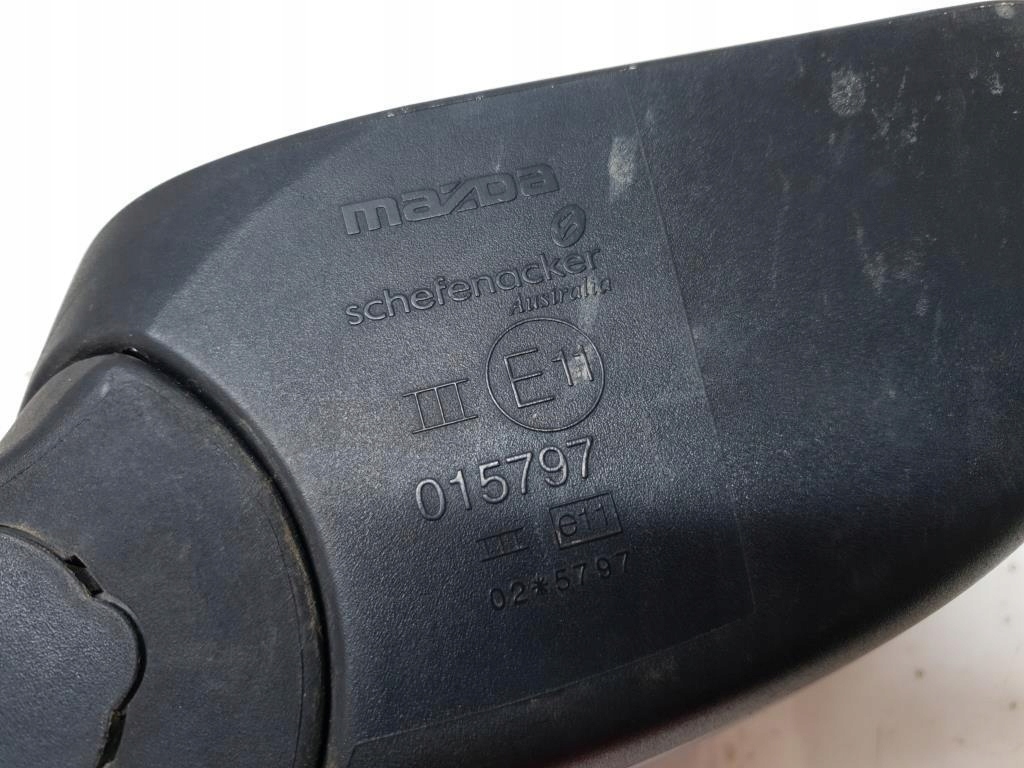 mazda
schefenacker
Australia
III E11
015797
III e11
02*5797